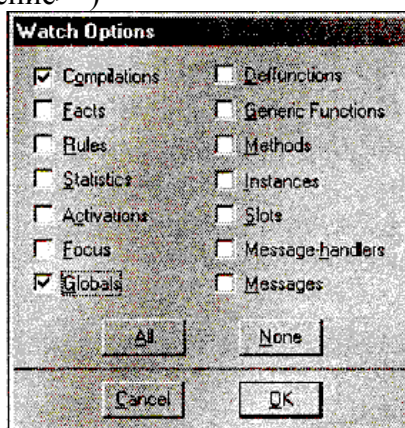 Watch Options
Compilations
Deffunctions
Facts
Generic Functions
Rules
Methods
Statistics
Instances
Activations
Slots
Focus
Message-handlers
Globals
Messages
All
None
Cancel
OK